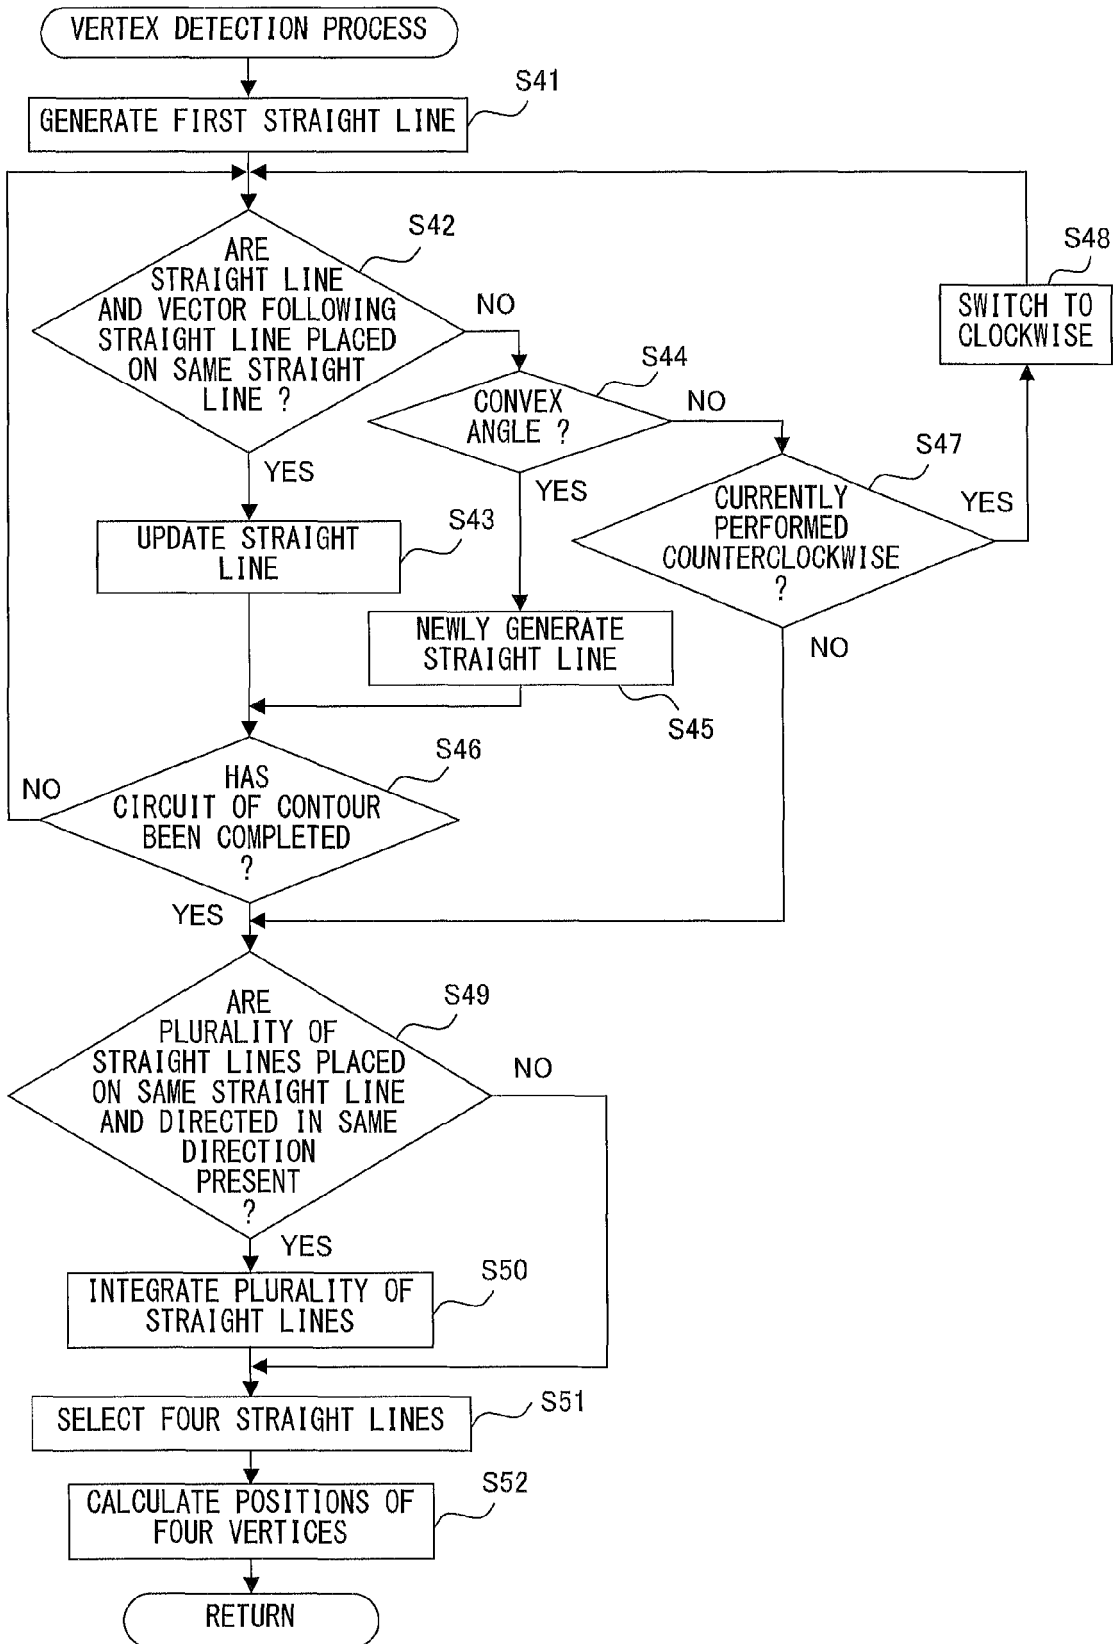 VERTEX DETECTION PROCESS
S41
GENERATE FIRST STRAIGHT LINE
S42
ARE
STRAIGHT LINE
AND VECTOR FOLLOWING
STRAIGHT LINE PLACED
ON SAME STRAIGHT
LINE ?
NO
YES
S48
SWITCH TO
CLOCKWISE
S44
CONVEX
ANGLE ?
NO
YES
S47
CURRENTLY
PERFORMED
COUNTERCLOCKWISE
?
YES
NO
S43
UPDATE STRAIGHT
LINE
NEWLY GENERATE
STRAIGHT LINE
S45
S46
HAS
CIRCUIT OF CONTOUR
BEEN COMPLETED
?
NO
YES
S49
ARE
PLURALITY OF
STRAIGHT LINES PLACED
ON SAME STRAIGHT LINE
AND DIRECTED IN SAME
DIRECTION
PRESENT
?
NO
YES
S50
INTEGRATE PLURALITY OF
STRAIGHT LINES
S51
SELECT FOUR STRAIGHT LINES
S52
CALCULATE POSITIONS OF
FOUR VERTICES
RETURN